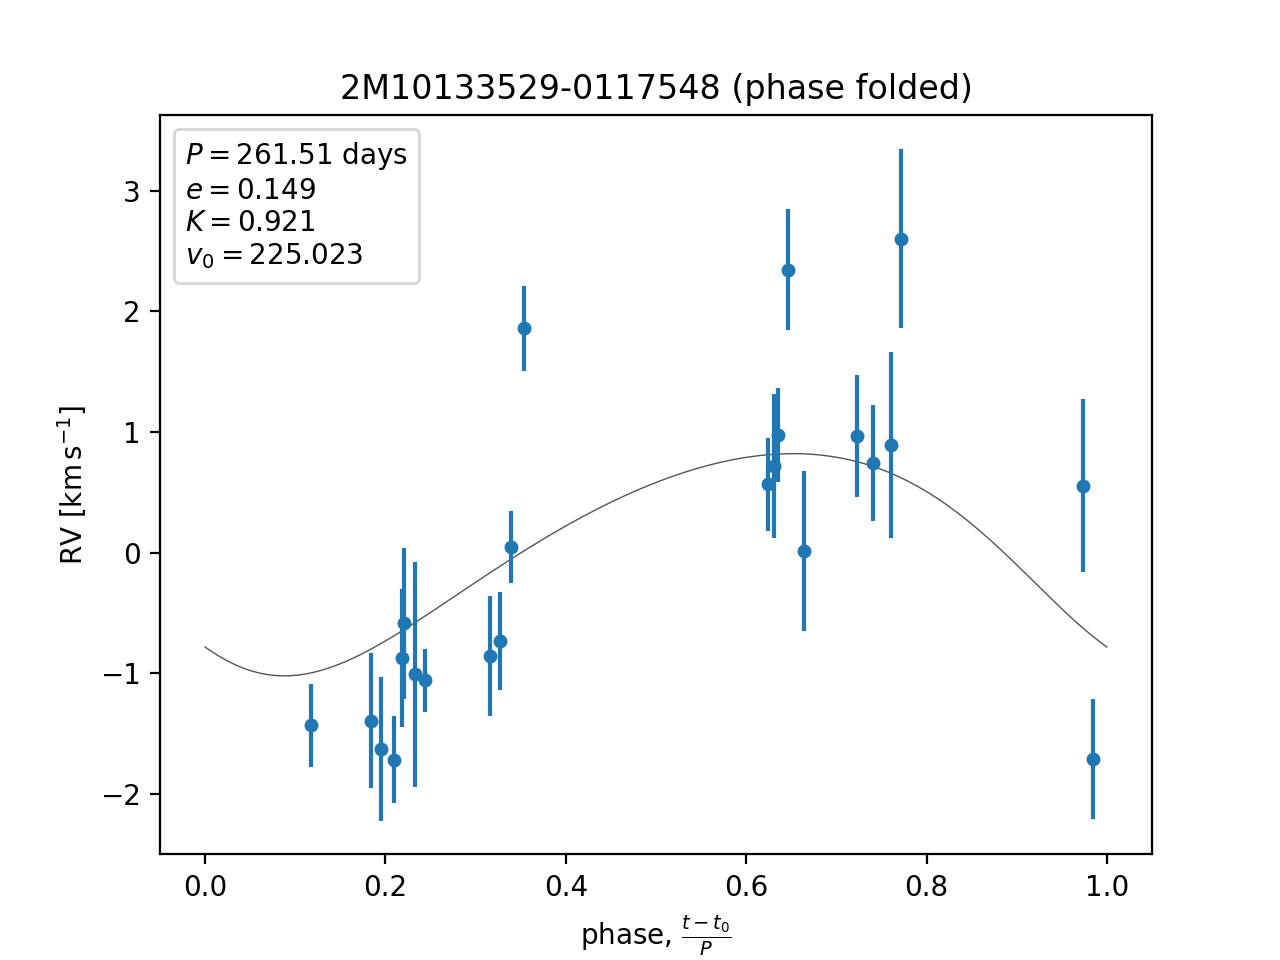 2M10133529-0117548 (phase folded)
P = 261.51 days
e = 0.149
K = 0.921
v₀ = 225.023
3
2
1
0
−1
−2
RV [km s⁻¹]
0.0 0.2 0.4 0.6 0.8 1.0
phase, (t − t₀)/P